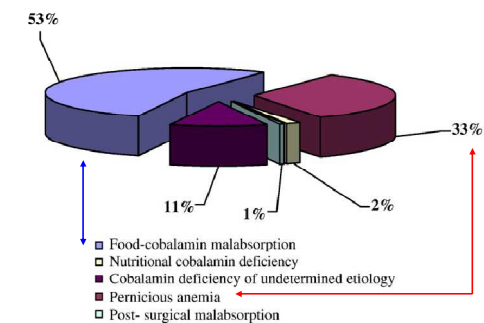 53%
33%
11%
1%
2%
Food-cobalamin malabsorption
Nutritional cobalamin deficiency
Cobalamin deficiency of undetermined etiology
Pernicious anemia
Post- surgical malabsorption